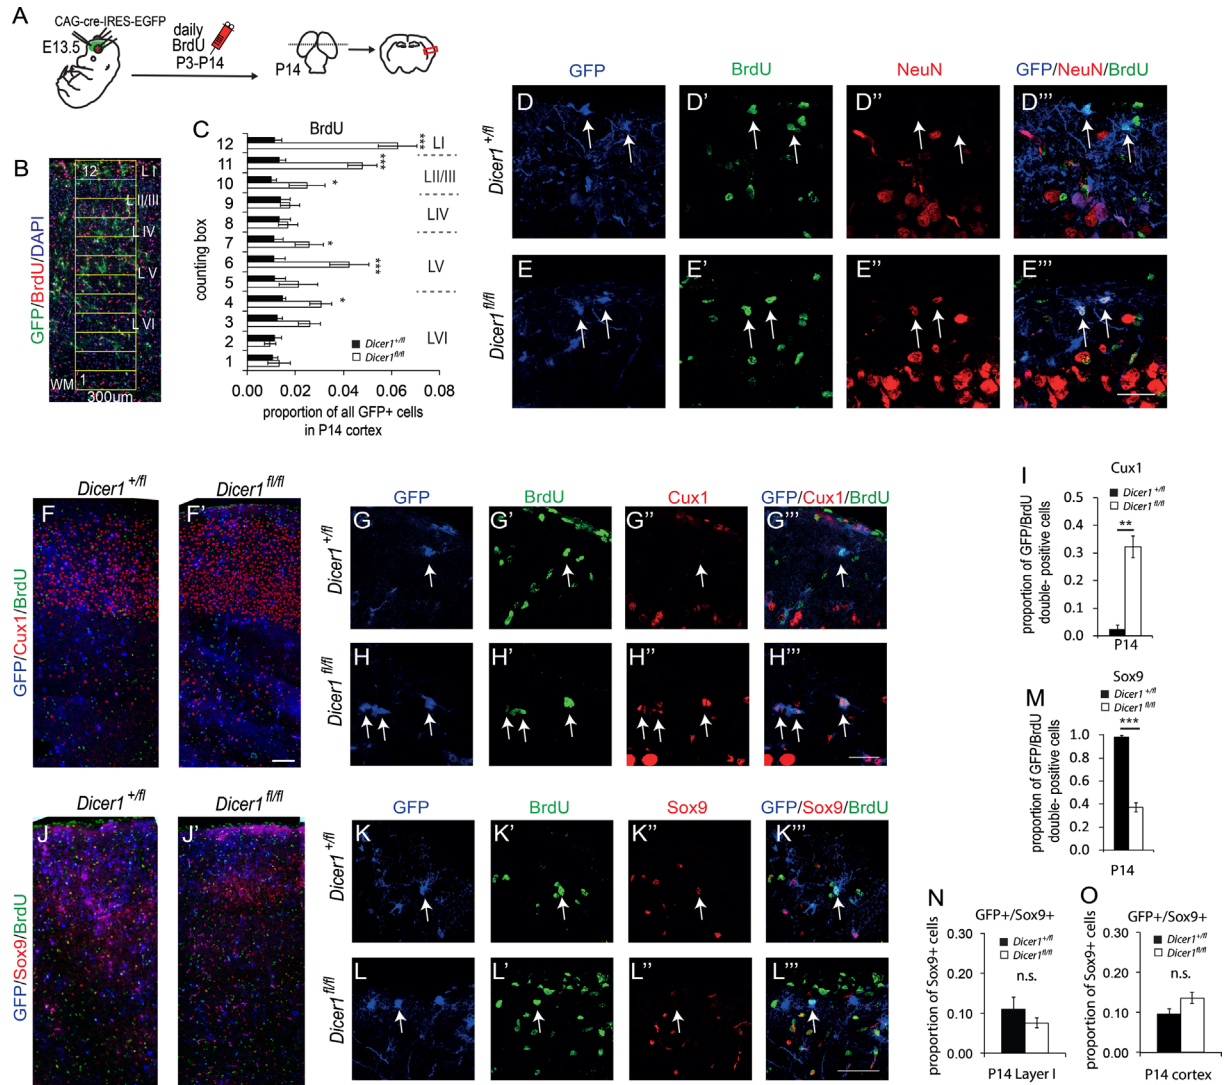 A
CAG-cre-IRES-EGFP
E13.5
daily
BrdU
P3-P14
P14
B
GFP/BrdU/DAPI
12
L I
L II/III
L IV
L V
L VI
WM
1
300µm
C
BrdU
counting box
12
11
10
9
8
7
6
5
4
3
2
1
***
***
*
*
***
*
LI
LII/III
LIV
LV
LVI
Dicer1+/fl
Dicer1fl/fl
0.00
0.02
0.04
0.06
0.08
proportion of all GFP+ cells
in P14 cortex
GFP
BrdU
NeuN
GFP/NeuN/BrdU
Dicer1+/fl
D
D'
D''
D'''
Dicer1fl/fl
E
E'
E''
E'''
Dicer1+/fl
Dicer1fl/fl
GFP/Cux1/BrdU
F
F'
GFP
BrdU
Cux1
GFP/Cux1/BrdU
Dicer1+/fl
G
G'
G''
G'''
Dicer1fl/fl
H
H'
H''
H'''
I
Cux1
Dicer1+/fl
Dicer1fl/fl
proportion of GFP/BrdU
double- positive cells
0.5
0.4
0.3
0.2
0.1
0.0
**
P14
Dicer1+/fl
Dicer1fl/fl
GFP/Sox9/BrdU
J
J'
GFP
BrdU
Sox9
GFP/Sox9/BrdU
Dicer1+/fl
K
K'
K''
K'''
Dicer1fl/fl
L
L'
L''
L'''
M
Sox9
Dicer1+/fl
Dicer1fl/fl
proportion of GFP/BrdU
double- positive cells
1.0
0.8
0.6
0.4
0.2
0.0
***
P14
N
GFP+/Sox9+
Dicer1+/fl
Dicer1fl/fl
n.s.
proportion of Sox9+ cells
0.30
0.20
0.10
0.00
P14 Layer I
O
GFP+/Sox9+
Dicer1+/fl
Dicer1fl/fl
n.s.
proportion of Sox9+ cells
0.30
0.20
0.10
0.00
P14 cortex